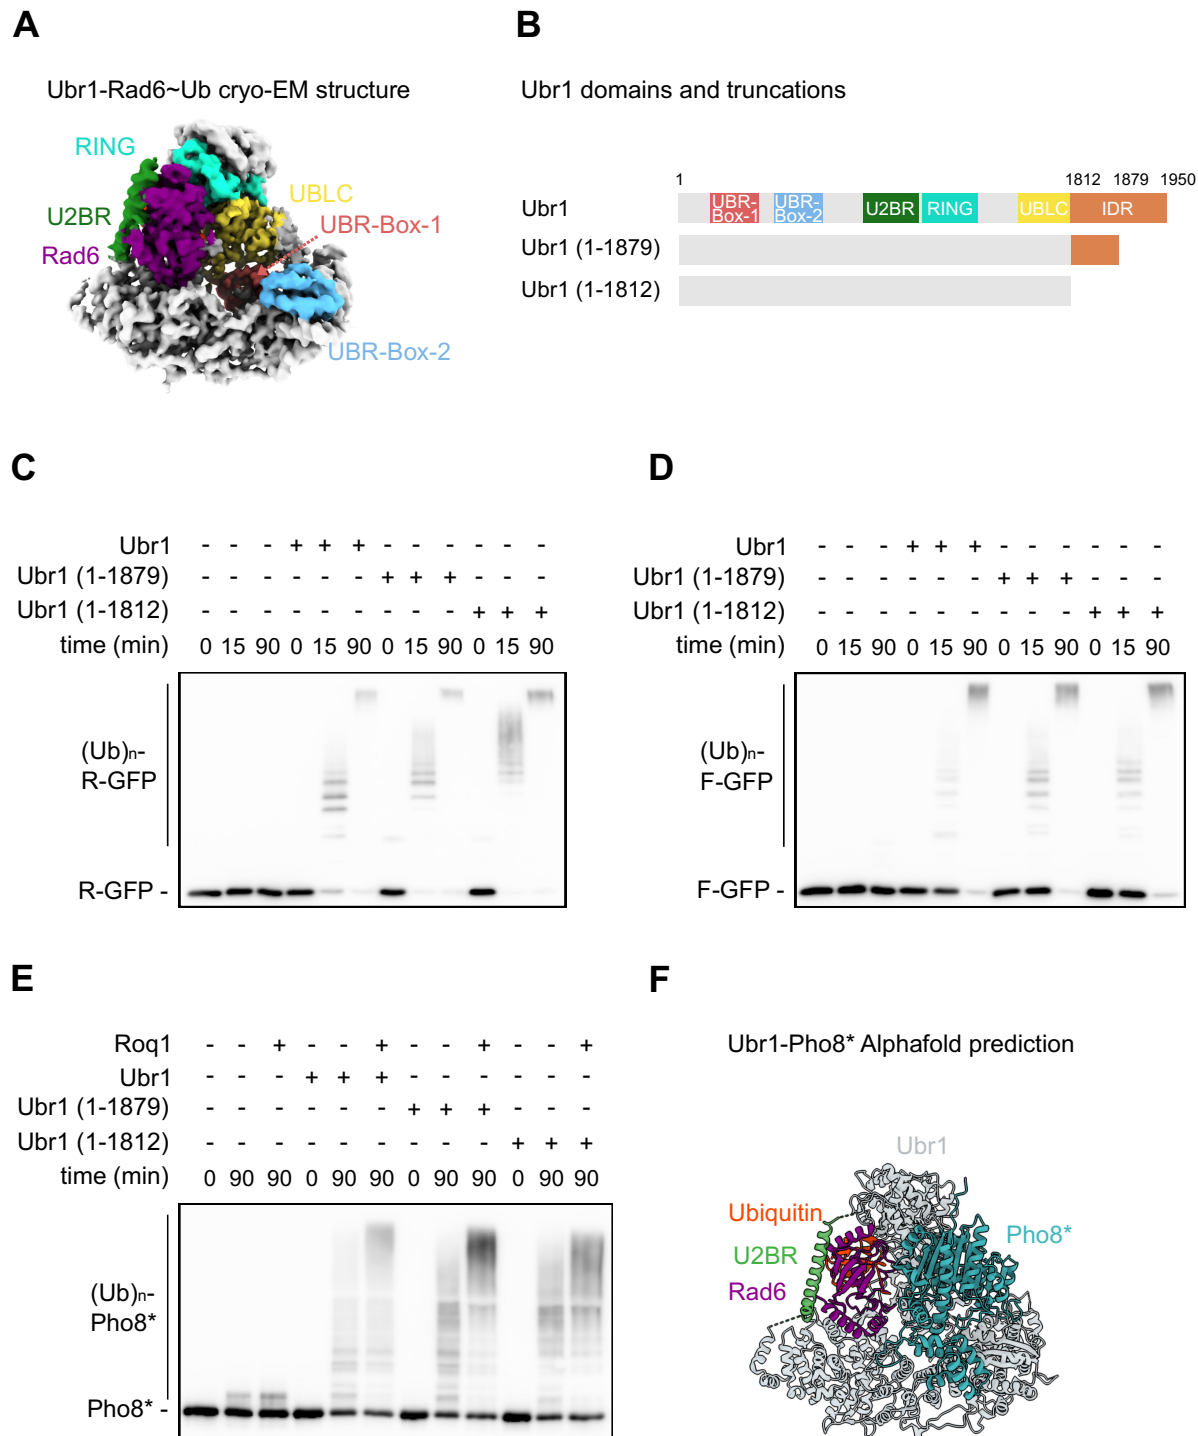 A
Ubr1-Rad6~Ub cryo-EM structure
RING
U2BR
Rad6
UBLC
UBR-Box-1
UBR-Box-2
B
Ubr1 domains and truncations
1 1812 1879 1950
Ubr1 UBR-Box-1 UBR-Box-2 U2BR RING UBLC IDR
Ubr1 (1-1879)
Ubr1 (1-1812)
C
Ubr1 - - - + + + - - - - - -
Ubr1 (1-1879) - - - - - - + + + - - -
Ubr1 (1-1812) - - - - - - - - - + + +
time (min) 0 15 90 0 15 90 0 15 90 0 15 90
(Ub)n-
R-GFP
R-GFP -
D
Ubr1 - - - + + + - - - - - -
Ubr1 (1-1879) - - - - - - + + + - - -
Ubr1 (1-1812) - - - - - - - - - + + +
time (min) 0 15 90 0 15 90 0 15 90 0 15 90
(Ub)n-
F-GFP
F-GFP -
E
Roq1 - - + - - + - - + - - +
Ubr1 - - - + + + - - - - - -
Ubr1 (1-1879) - - - - - - + + + - - -
Ubr1 (1-1812) - - - - - - - - - + + +
time (min) 0 90 90 0 90 90 0 90 90 0 90 90
(Ub)n-
Pho8*
Pho8* -
F
Ubr1-Pho8* Alphafold prediction
Ubr1
Ubiquitin
U2BR
Rad6
Pho8*